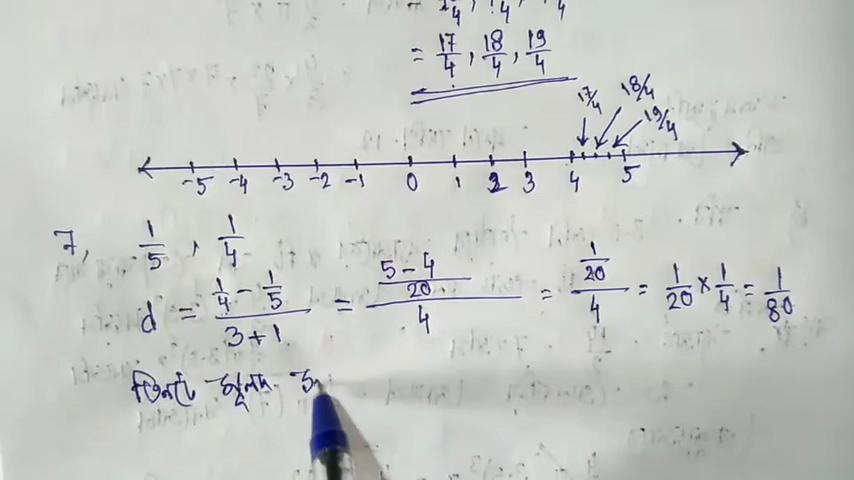 = 17/4, 18/4, 19/4
17/4 18/4 19/4
-5 -4 -3 -2 -1 0 1 2 3 4 5
7, 1/5, 1/4
d = (1/4 - 1/5)/(3+1) = ((5-4)/20)/4 = (1/20)/4 = 1/20 × 1/4 = 1/80